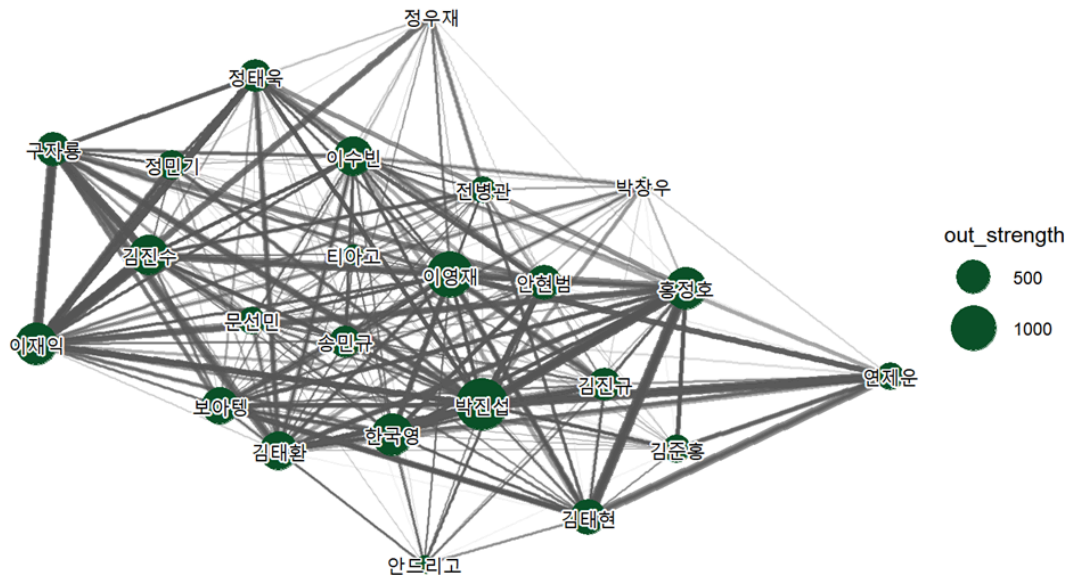 정우재
정태욱
구자룡
정민기
이수빈
전병관
박창우
김진수
티아고
이영재
안현범
홍정호
이재익
문선민
송민규
보아텡
김태환
한국영
박진섭
김진규
연제운
김준홍
김태현
안드리고
out_strength
500
1000